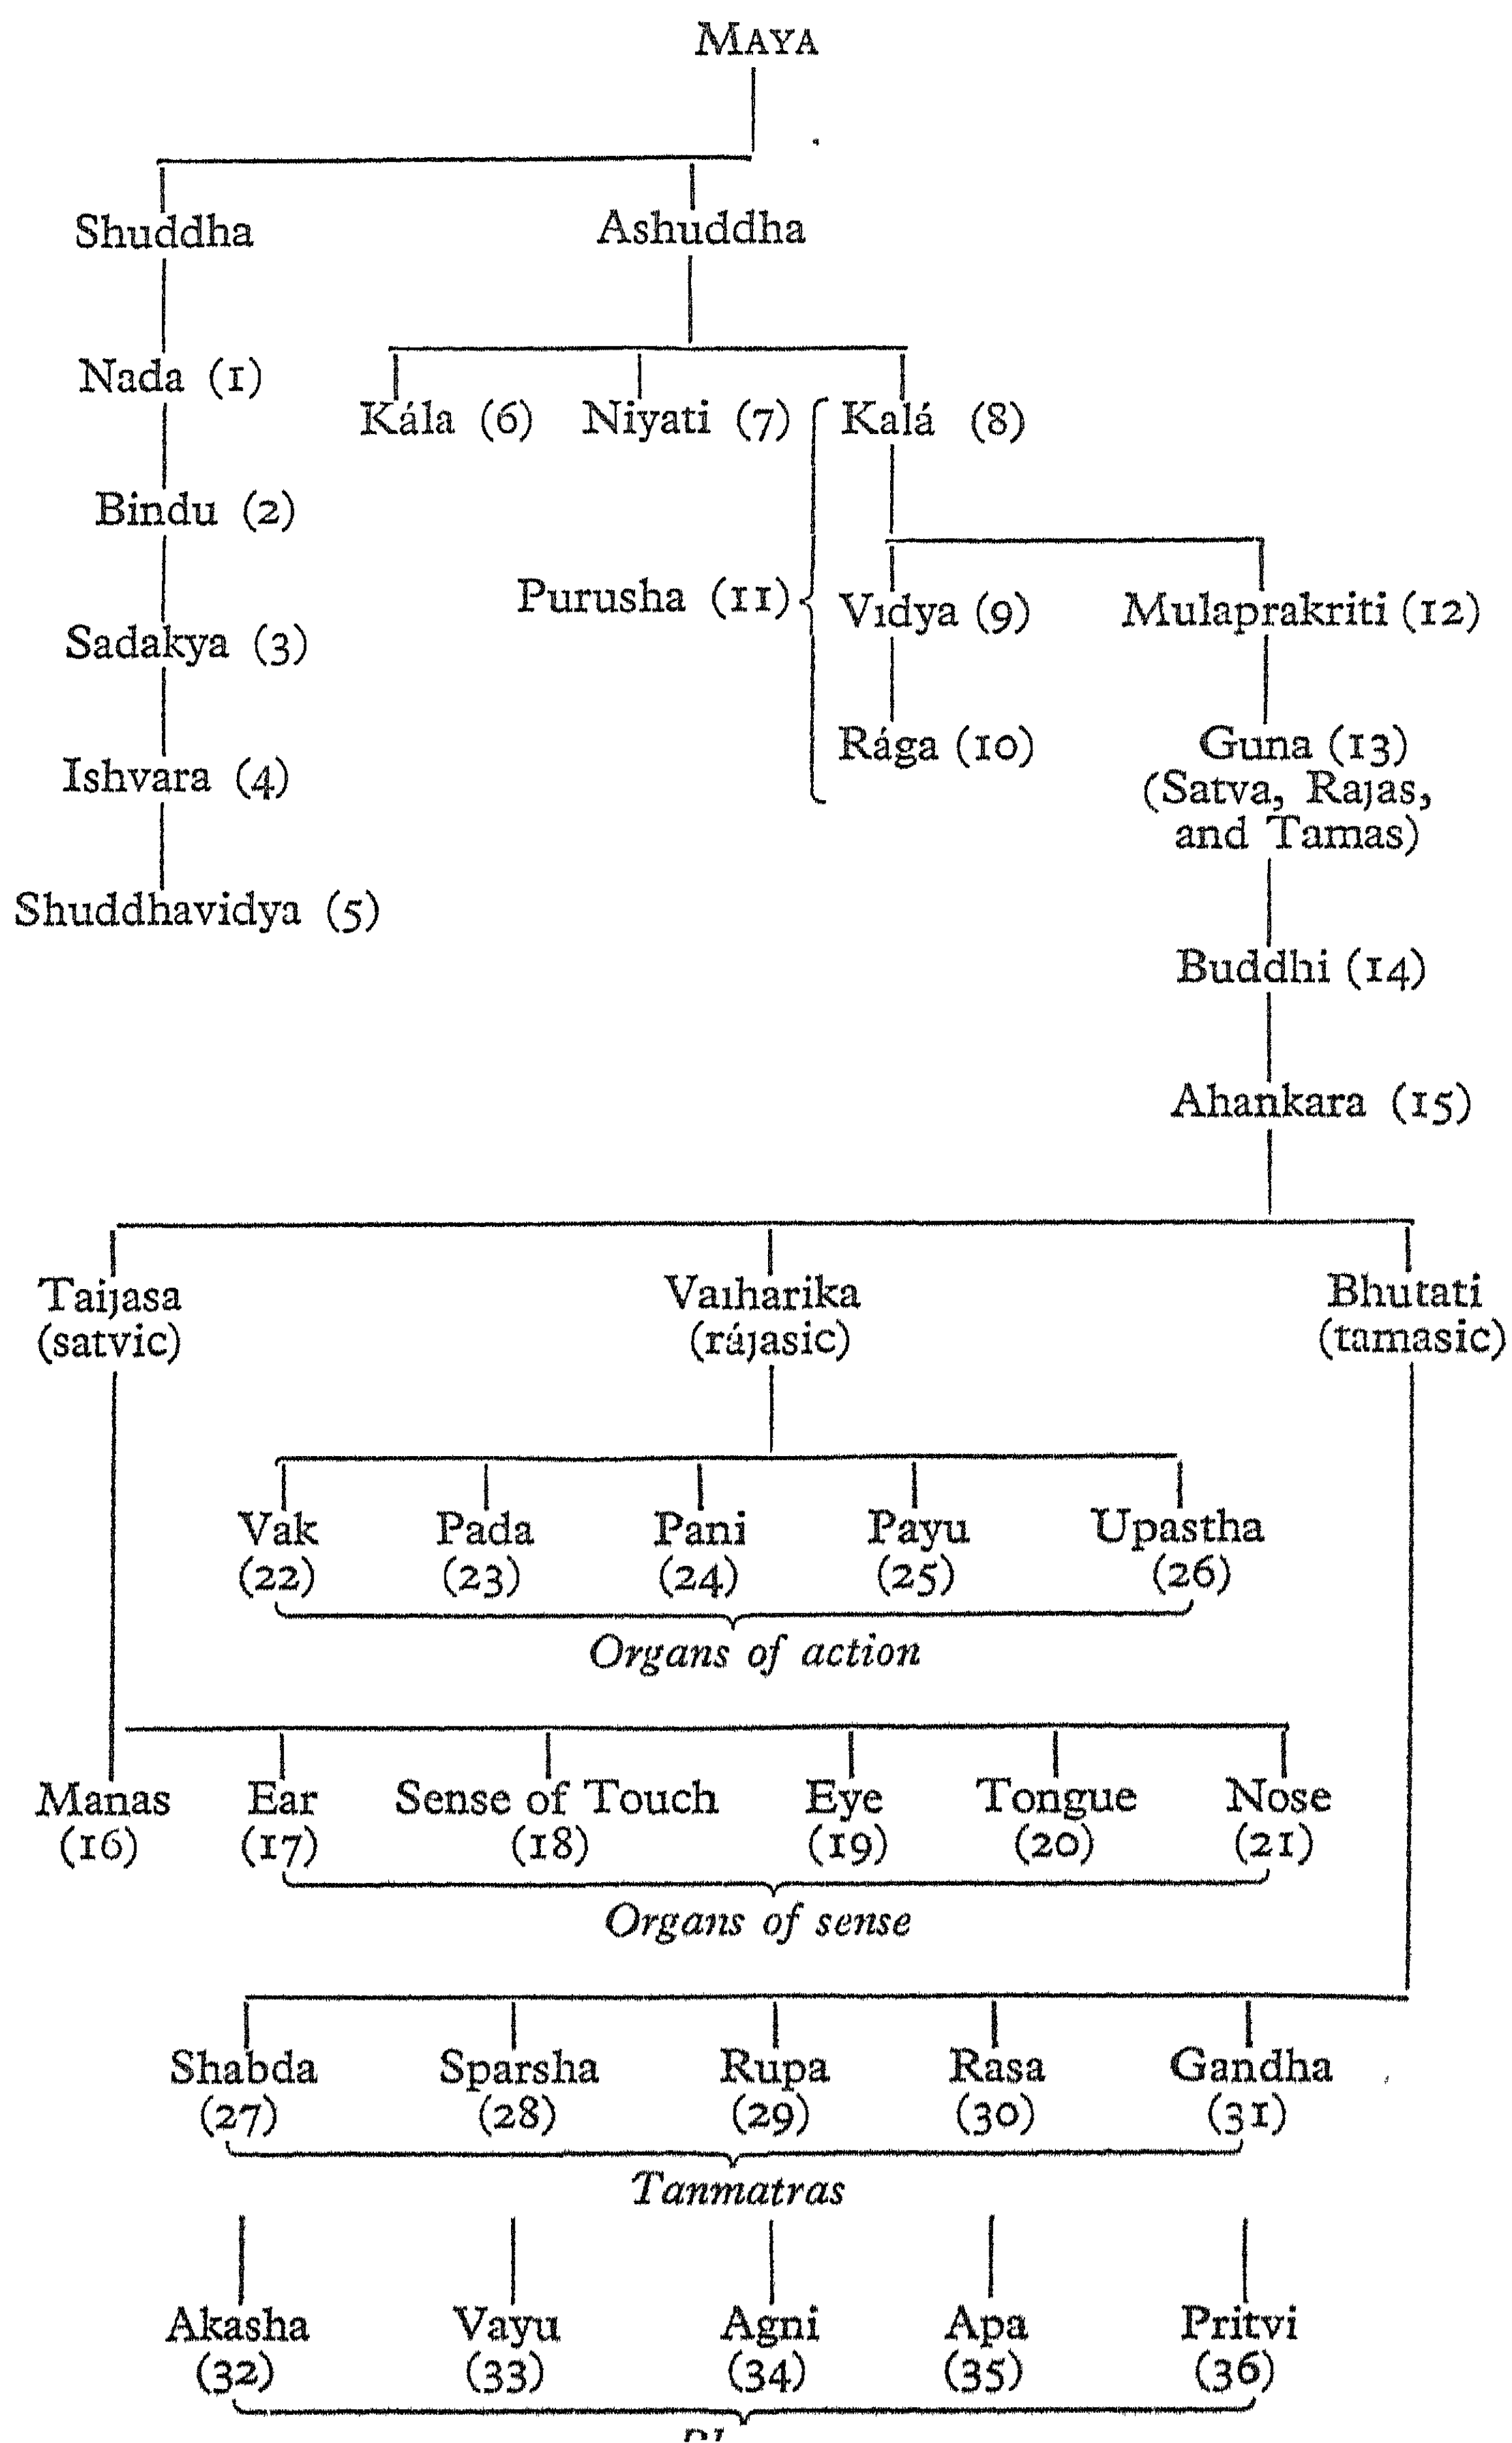 MAYA
Shuddha Ashuddha
Nada (1)
Kála (6) Niyati (7) Kalá (8)
Bindu (2)
Purusha (11) Vidya (9) Mulaprakriti (12)
Sadakya (3)
Rága (10) Guna (13)
(Satva, Rajas,
and Tamas)
Ishvara (4)
Shuddhavidya (5)
Buddhi (14)
Ahankara (15)
Taijasa Vaiharika Bhutati
(satvic) (rájasic) (tamasic)
Vak Pada Pani Payu Upastha
(22) (23) (24) (25) (26)
Organs of action
Manas Ear Sense of Touch Eye Tongue Nose
(16) (17) (18) (19) (20) (21)
Organs of sense
Shabda Sparsha Rupa Rasa Gandha
(27) (28) (29) (30) (31)
Tanmatras
Akasha Vayu Agni Apa Pritvi
(32) (33) (34) (35) (36)